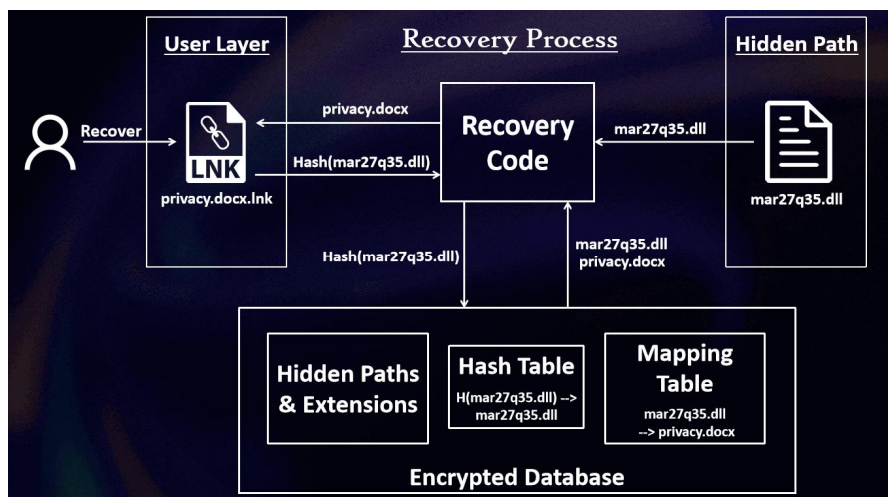 Recovery Process
User Layer
Hidden Path
Recover
LNK
privacy.docx.lnk
privacy.docx
Hash(mar27q35.dll)
Recovery
Code
mar27q35.dll
mar27q35.dll
Hash(mar27q35.dll)
mar27q35.dll
privacy.docx
Hidden Paths
& Extensions
Hash Table
H(mar27q35.dll) -->
mar27q35.dll
Mapping
Table
mar27q35.dll
--> privacy.docx
Encrypted Database